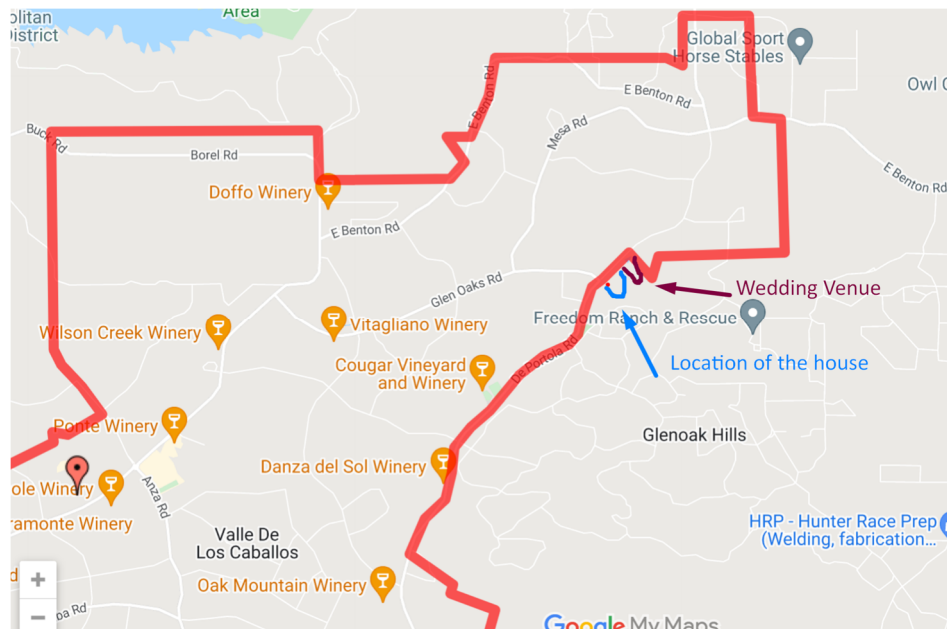 olitan
District
Area
Global Sport
Horse Stables
Owl C
E Benton Rd
E Benton Rd
Mesa Rd
Buck Rd
Borel Rd
E Benton Rd
Doffo Winery
E Benton Rd
Glen Oaks Rd
Wedding Venue
Freedom Ranch & Rescue
Vitagliano Winery
Wilson Creek Winery
De Portola Rd
Location of the house
Cougar Vineyard
and Winery
Ponte Winery
Glenoak Hills
Danza del Sol Winery
ole Winery
Anza Rd
ramonte Winery
HRP - Hunter Race Prep
(Welding, fabrication...
Valle De
Los Caballos
d
+
Oak Mountain Winery
pa Rd
−
Google My Maps